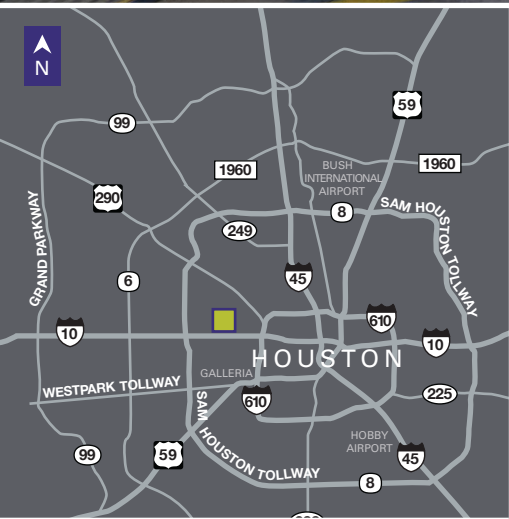 N
59
99
1960
1960
BUSH
INTERNATIONAL
AIRPORT
290
GRAND PARKWAY
8
SAM HOUSTON TOLLWAY
249
6
45
10
610
10
HOUSTON
GALLERIA
WESTPARK TOLLWAY
610
225
SAM HOUSTON TOLLWAY
HOBBY
AIRPORT
99
59
45
8